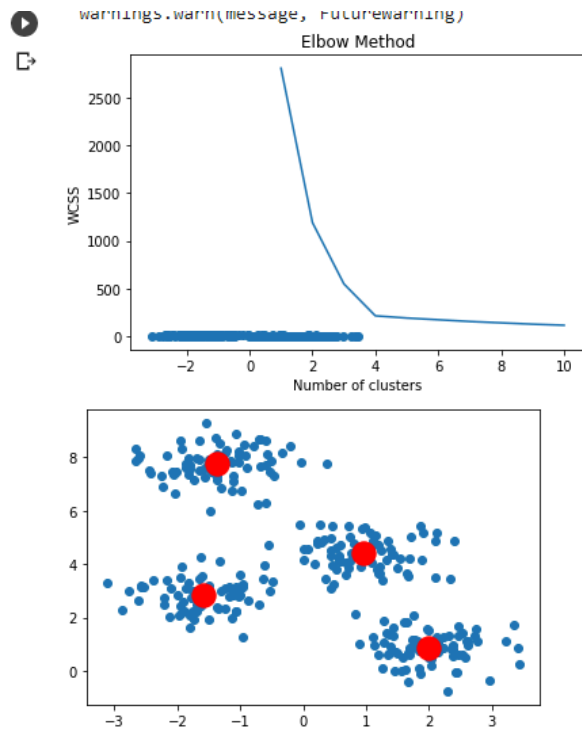 warnings.warn(message, FutureWarning)
Elbow Method
2500
2000
1500
1000
500
0
WCSS
−2 0 2 4 6 8 10
Number of clusters
8
6
4
2
0
−3 −2 −1 0 1 2 3